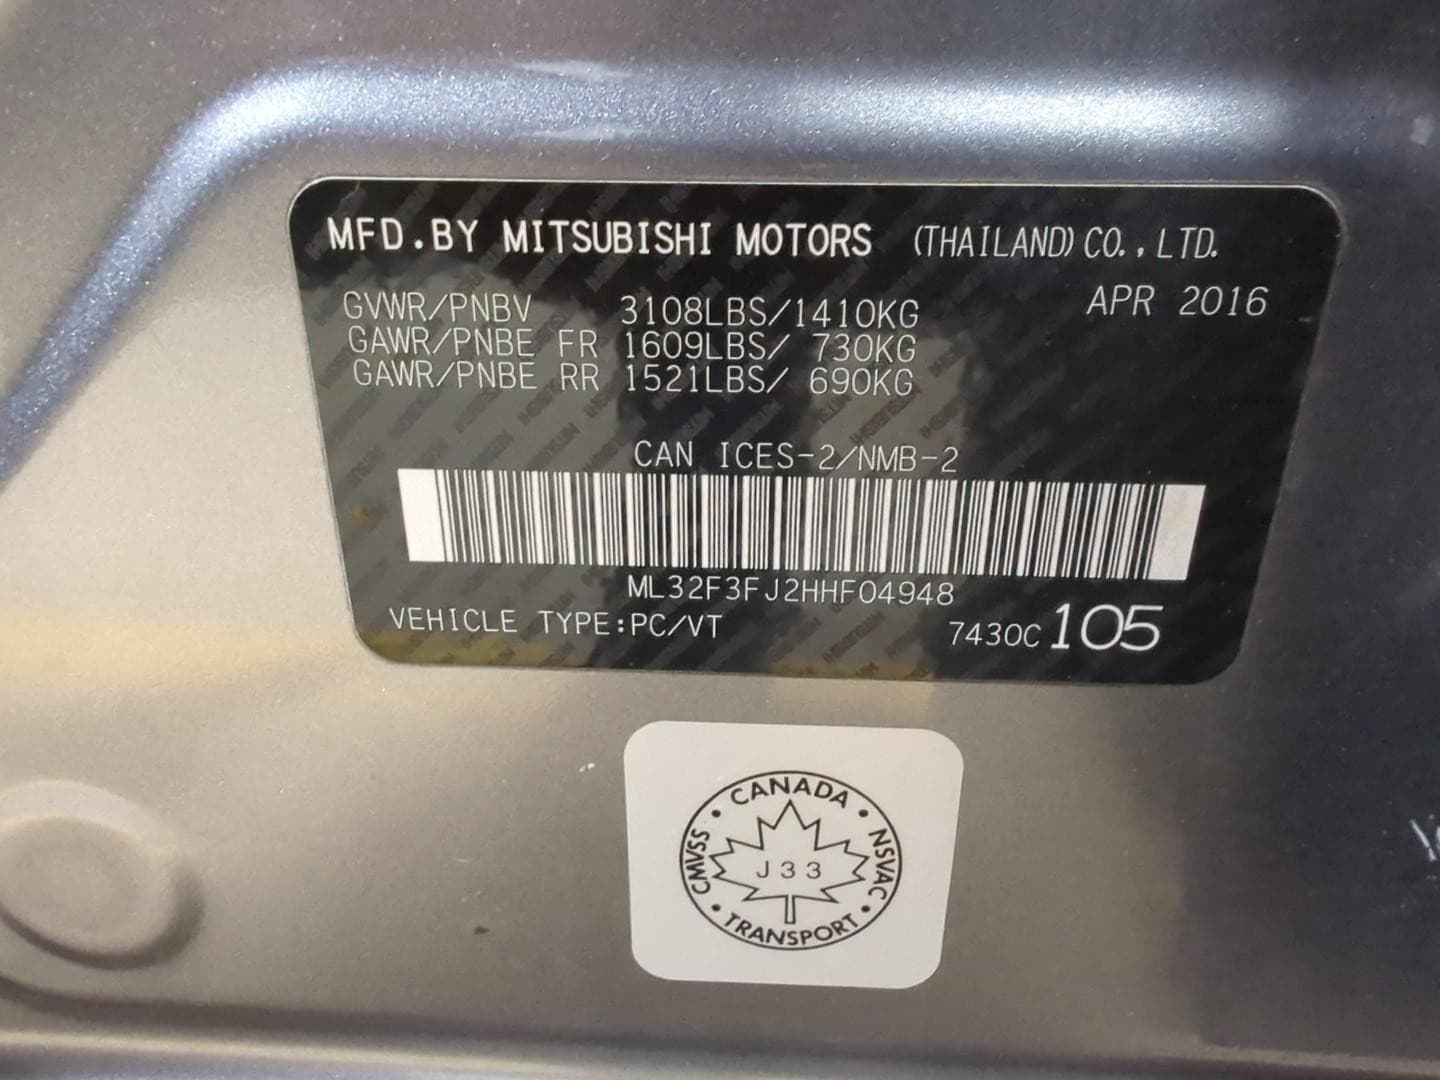 MFD.BY MITSUBISHI MOTORS (THAILAND) CO., LTD.
GVWR/PNBV 3108LBS/1410KG APR 2016
GAWR/PNBE FR 1609LBS/ 730KG
GAWR/PNBE RR 1521LBS/ 690KG
CAN ICES-2/NMB-2
ML32F3FJ2HHF04948
VEHICLE TYPE:PC/VT 7430C 105
CANADA
CMVSS NSVAC
J33
TRANSPORT